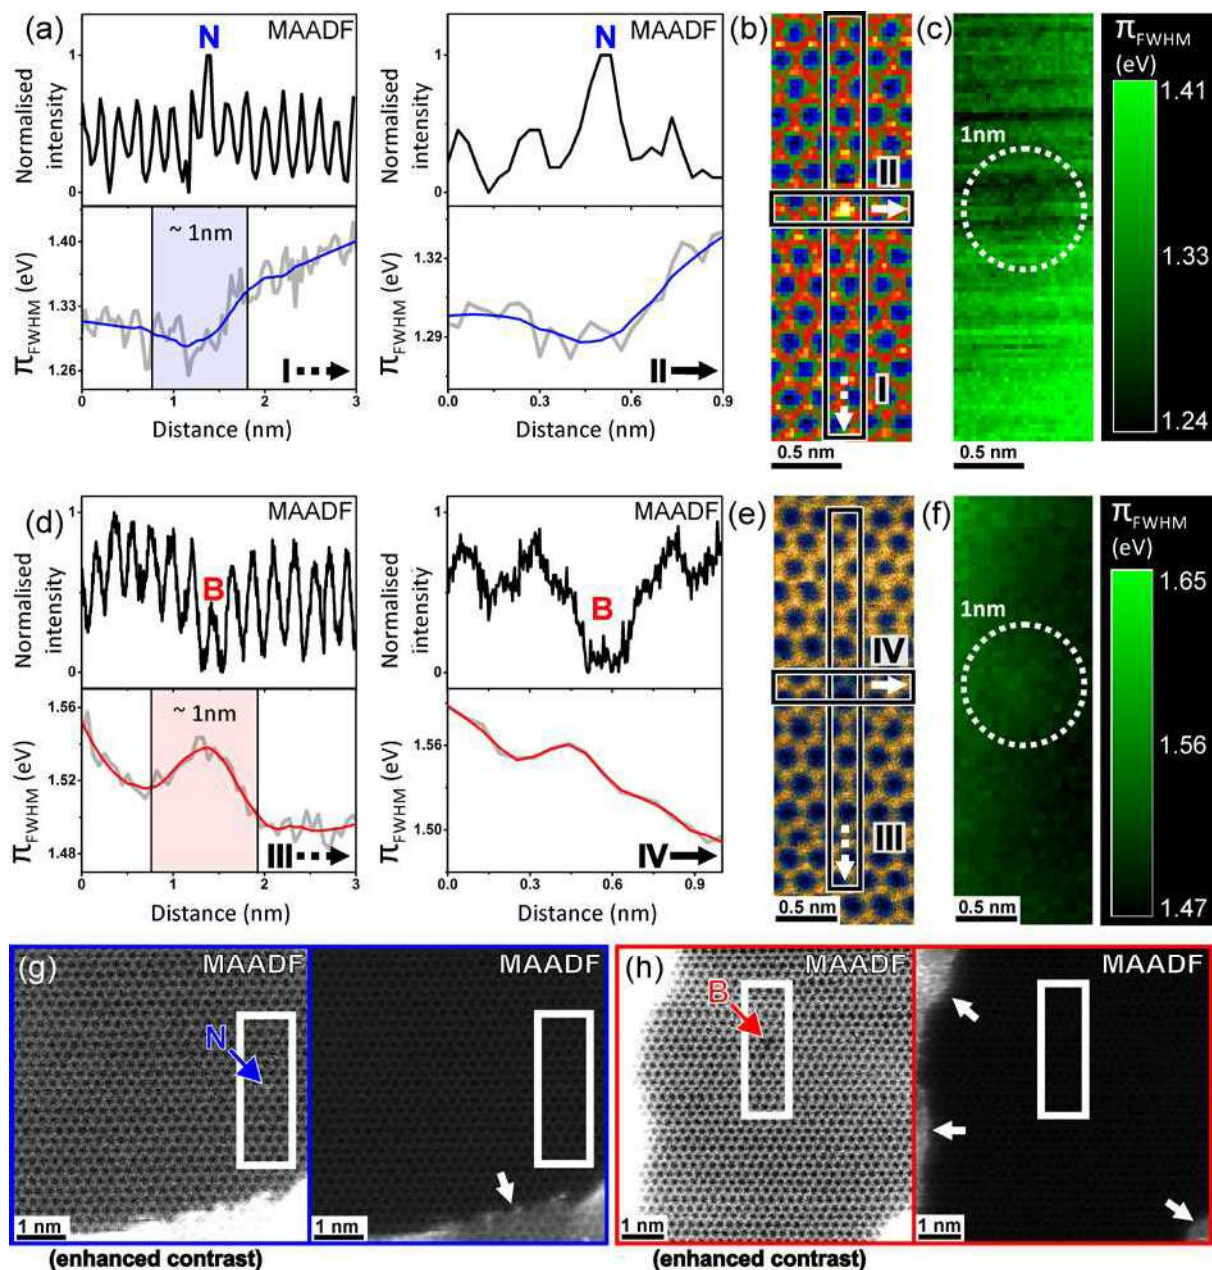 (a)
N
MAADF
Normalised
intensity
1
0
~ 1nm
π_FWHM (eV)
1.40
1.33
1.26
I
0 1 2 3
Distance (nm)
N
MAADF
Normalised
intensity
1
0
π_FWHM (eV)
1.32
1.29
II
0.0 0.3 0.6 0.9
Distance (nm)
(b)
II
I
0.5 nm
(c)
1nm
0.5 nm
π_FWHM
(eV)
1.41
1.33
1.24
(d)
MAADF
B
Normalised
intensity
1
0
~ 1nm
π_FWHM (eV)
1.56
1.52
1.48
III
0 1 2 3
Distance (nm)
MAADF
B
Normalised
intensity
1
0
π_FWHM (eV)
1.56
1.50
IV
0.0 0.3 0.6 0.9
Distance (nm)
(e)
IV
III
0.5 nm
(f)
1nm
0.5 nm
π_FWHM
(eV)
1.65
1.56
1.47
(g)
MAADF
N
1 nm
(enhanced contrast)
MAADF
1 nm
(h)
MAADF
B
1 nm
(enhanced contrast)
MAADF
1 nm